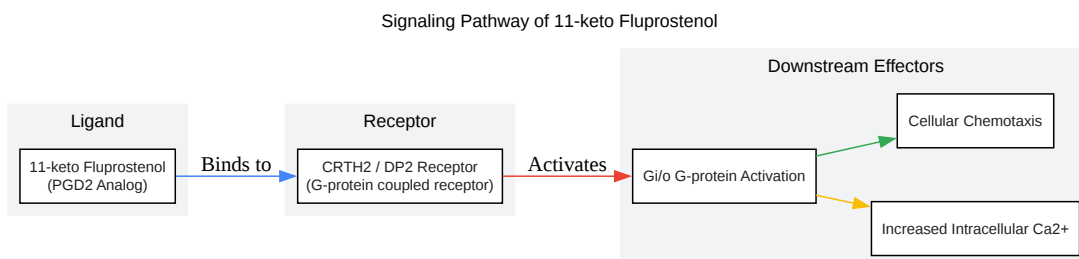 Signaling Pathway of 11-keto Fluprostenol
Ligand
11-keto Fluprostenol
(PGD2 Analog)
Binds to
Receptor
CRTH2 / DP2 Receptor
(G-protein coupled receptor)
Activates
Downstream Effectors
Gi/o G-protein Activation
Cellular Chemotaxis
Increased Intracellular Ca2+